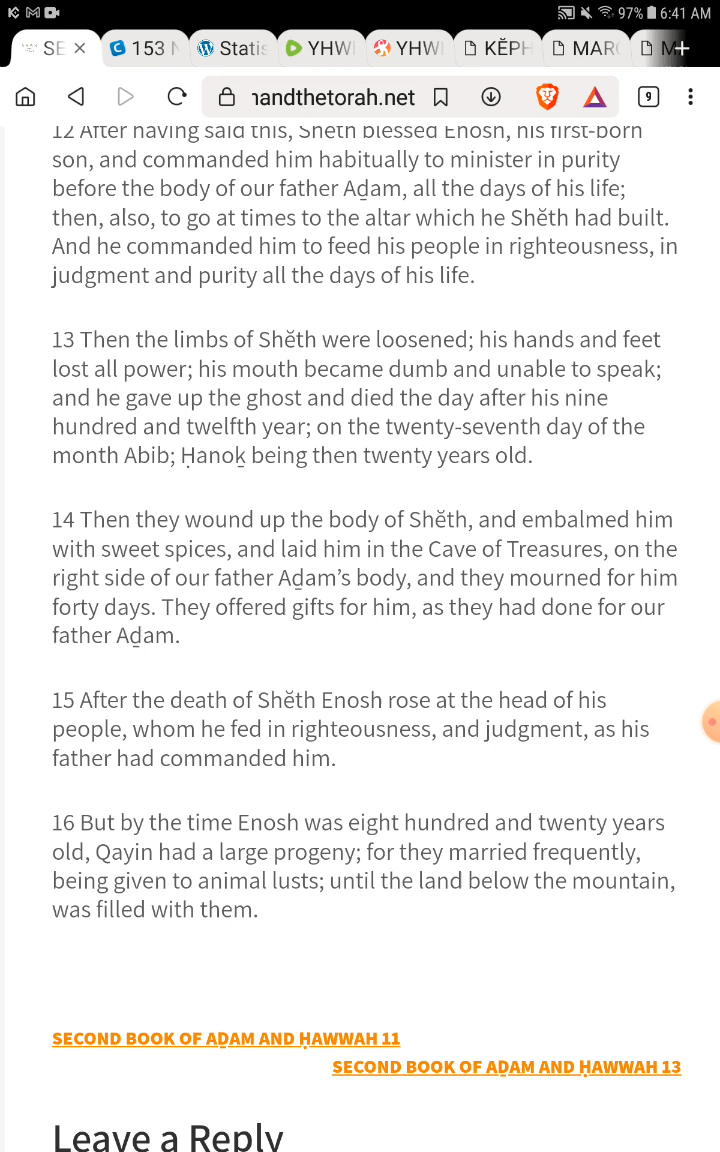 97% 6:41 AM
SE × 153 Statis YHW YHW KĔPH MAR +
handthetorah.net 9
12 After having said this, Shĕth blessed Enosh, his first-born
son, and commanded him habitually to minister in purity
before the body of our father Aḏam, all the days of his life;
then, also, to go at times to the altar which he Shĕth had built.
And he commanded him to feed his people in righteousness, in
judgment and purity all the days of his life.
13 Then the limbs of Shĕth were loosened; his hands and feet
lost all power; his mouth became dumb and unable to speak;
and he gave up the ghost and died the day after his nine
hundred and twelfth year; on the twenty-seventh day of the
month Abib; Ḥanoḵ being then twenty years old.
14 Then they wound up the body of Shĕth, and embalmed him
with sweet spices, and laid him in the Cave of Treasures, on the
right side of our father Aḏam’s body, and they mourned for him
forty days. They offered gifts for him, as they had done for our
father Aḏam.
15 After the death of Shĕth Enosh rose at the head of his
people, whom he fed in righteousness, and judgment, as his
father had commanded him.
16 But by the time Enosh was eight hundred and twenty years
old, Qayin had a large progeny; for they married frequently,
being given to animal lusts; until the land below the mountain,
was filled with them.
SECOND BOOK OF AḎAM AND ḤAWWAH 11
SECOND BOOK OF AḎAM AND ḤAWWAH 13
Leave a Reply